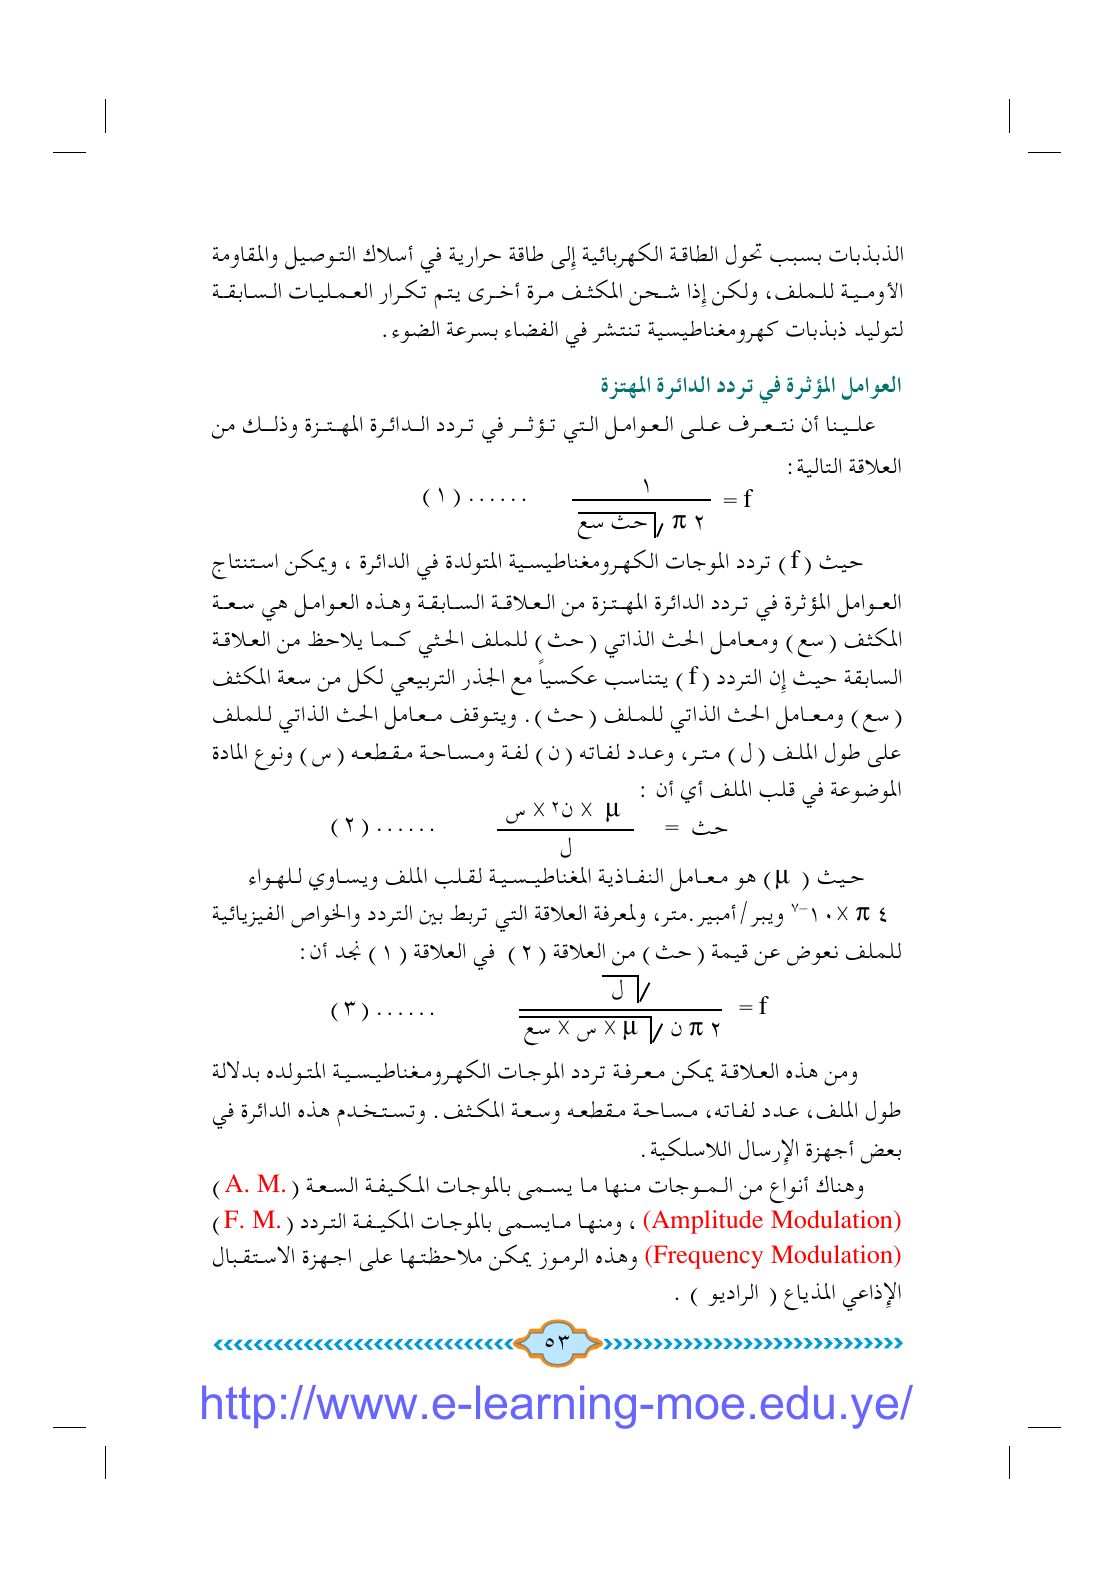 الذبذبات بسبب تحول الطاقة الكهربائية إلى طاقة حرارية في أسلاك التوصيل والمقاومة
الأومية للملف، ولكن إذا شحن المكثف مرة أخرى يتم تكرار العمليات السابقة
لتوليد ذبذبات كهرومغناطيسية تنتشر في الفضاء بسرعة الضوء.
العوامل المؤثرة في تردد الدائرة المهتزة
علينا أن نتعرف على العوامل التي تؤثر في تردد الدائرة المهتزة وذلك من
العلاقة التالية:
f = ١ / (٢ π √(حث سع)) ...... (١)
حيث (f) تردد الموجات الكهرومغناطيسية المتولدة في الدائرة ، ويمكن استنتاج
العوامل المؤثرة في تردد الدائرة المهتزة من العلاقة السابقة وهذه العوامل هي سعة
المكثف (سع) ومعامل الحث الذاتي (حث) للملف الحثي كما يلاحظ من العلاقة
السابقة حيث إن التردد (f) يتناسب عكسياً مع الجذر التربيعي لكل من سعة المكثف
(سع) ومعامل الحث الذاتي للملف (حث). ويتوقف معامل الحث الذاتي للملف
على طول الملف (ل) متر، وعدد لفاته (ن) لفة ومساحة مقطعه (س) ونوع المادة
الموضوعة في قلب الملف أي أن :
حث = μ × ن٢ × س / ل ...... (٢)
حيث (μ) هو معامل النفاذية المغناطيسية لقلب الملف ويساوي للهواء
٤ π ×١٠⁻٧ ويبر/أمبير.متر، ولمعرفة العلاقة التي تربط بين التردد والخواص الفيزيائية
للملف نعوض عن قيمة (حث) من العلاقة (٢) في العلاقة (١) نجد أن:
f = √ل / (٢ π ن √(μ × س × سع)) ...... (٣)
ومن هذه العلاقة يمكن معرفة تردد الموجات الكهرومغناطيسية المتولده بدلالة
طول الملف، عدد لفاته، مساحة مقطعه وسعة المكثف. وتستخدم هذه الدائرة في
بعض أجهزة الإرسال اللاسلكية.
وهناك أنواع من الموجات منها ما يسمى بالموجات المكيفة السعة (A. M.)
(Amplitude Modulation) ، ومنها مايسمى بالموجات المكيفة التردد (F. M.)
(Frequency Modulation) وهذه الرموز يمكن ملاحظتها على اجهزة الاستقبال
الإذاعي المذياع ( الراديو ) .
٥٣
http://www.e-learning-moe.edu.ye/